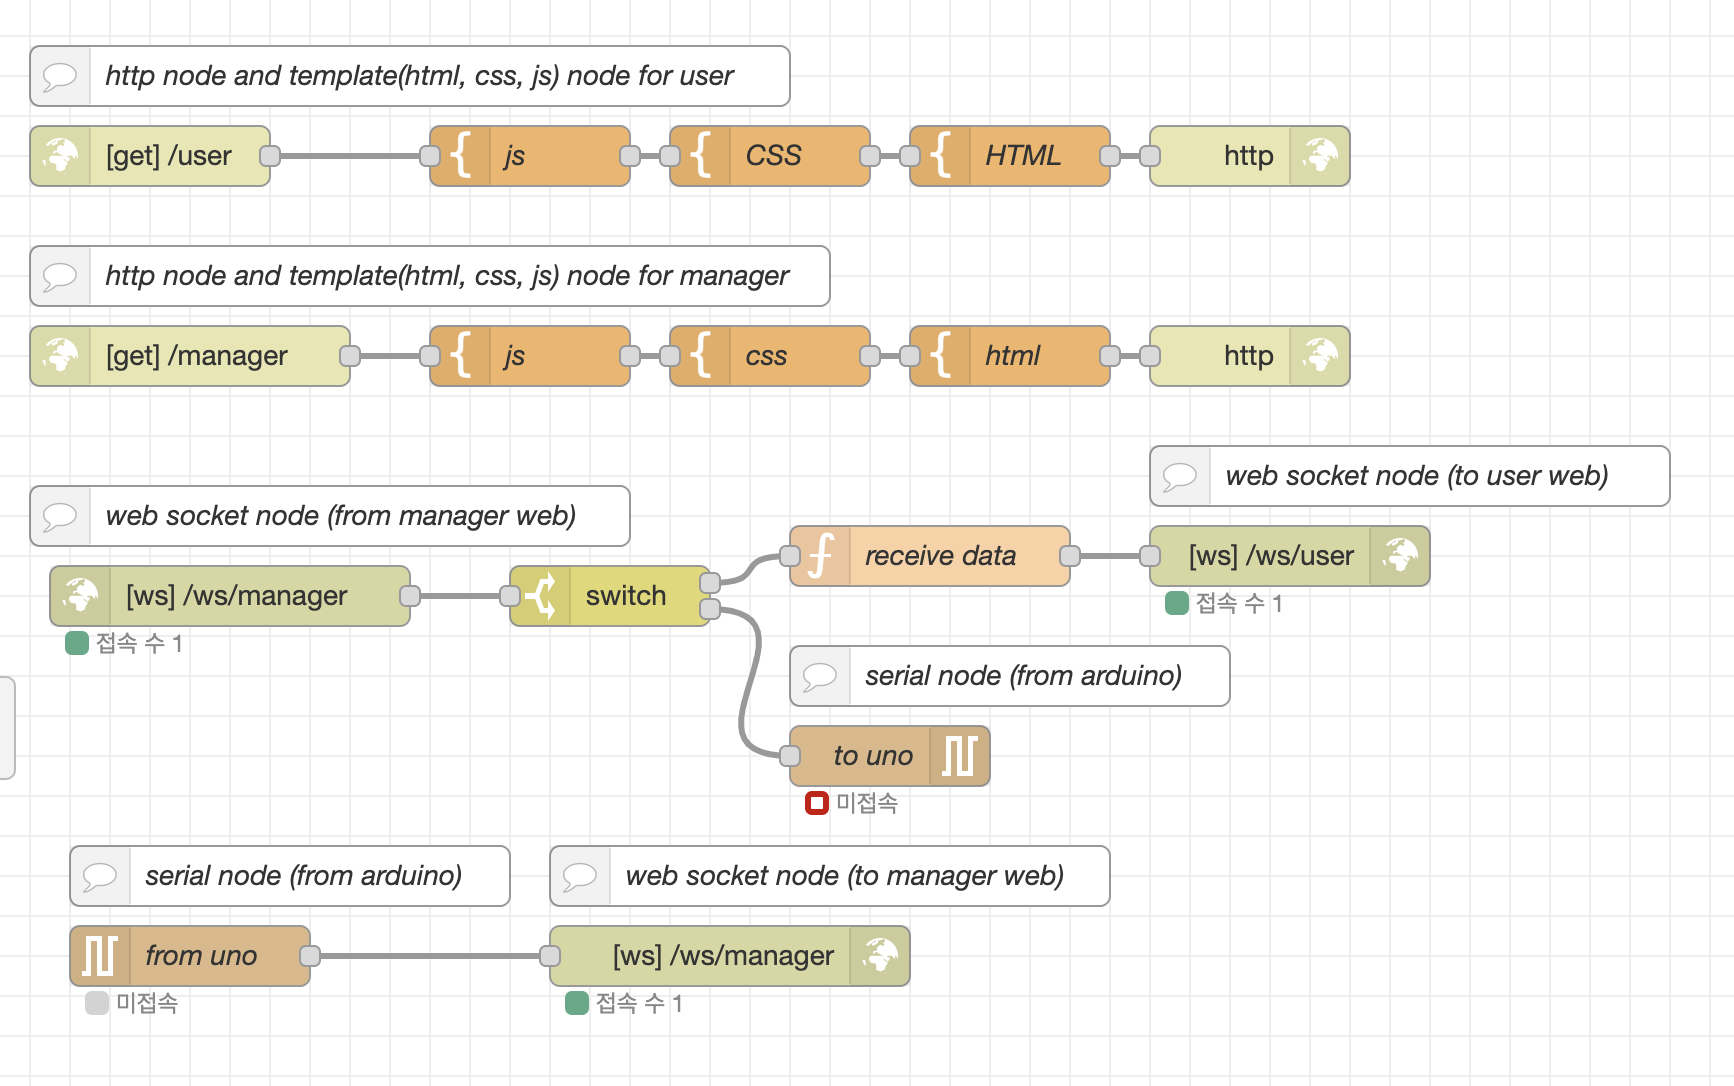 http node and template(html, css, js) node for user
[get] /user
js
CSS
HTML
http
http node and template(html, css, js) node for manager
[get] /manager
js
css
html
http
web socket node (to user web)
web socket node (from manager web)
receive data
[ws] /ws/user
접속 수 1
[ws] /ws/manager
switch
접속 수 1
serial node (from arduino)
to uno
미접속
serial node (from arduino)
web socket node (to manager web)
from uno
[ws] /ws/manager
미접속
접속 수 1